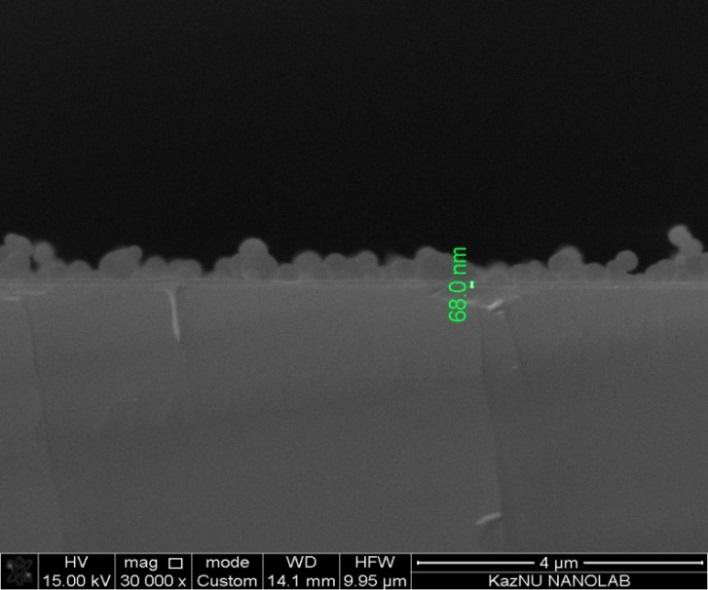 68.0 nm
HV mag mode WD HFW 4 µm
15.00 kV 30 000 x Custom 14.1 mm 9.95 µm KazNU NANOLAB